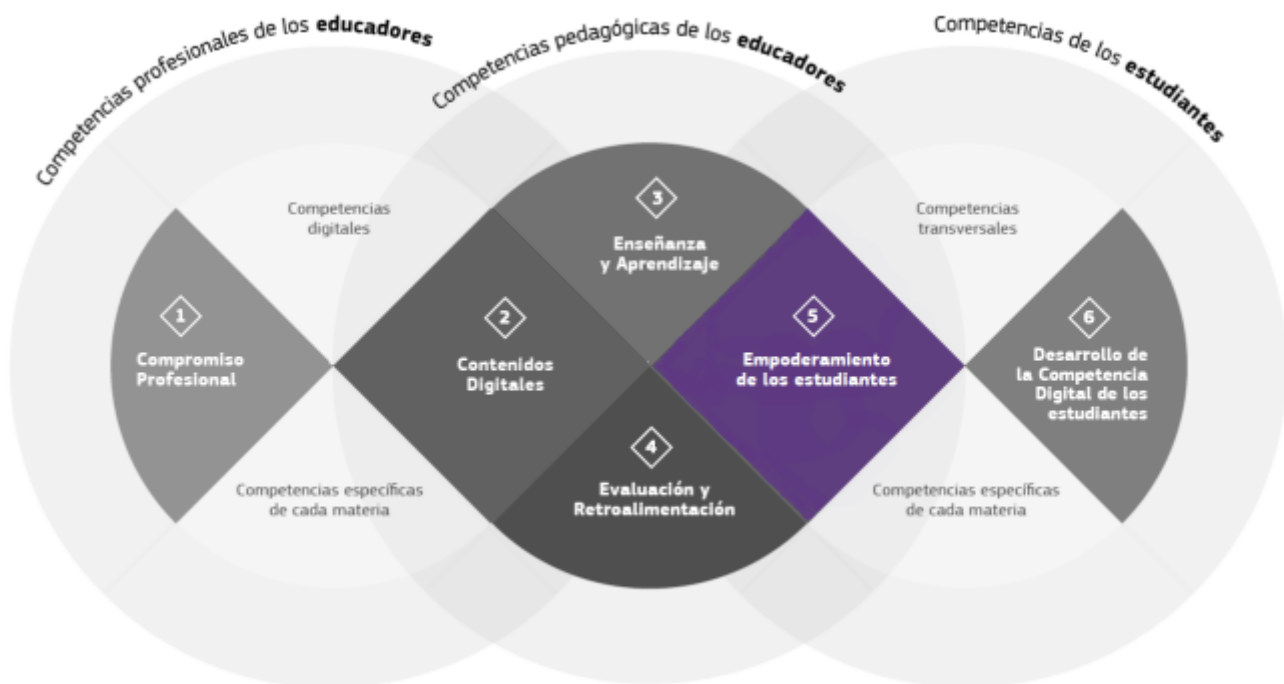 Competencias profesionales de los educadores
Competencias pedagógicas de los educadores
Competencias de los estudiantes
Competencias
digitales
Competencias
transversales
1
Compromiso
Profesional
2
Contenidos
Digitales
3
Enseñanza
y Aprendizaje
4
Evaluación y
Retroalimentación
5
Empoderamiento
de los estudiantes
6
Desarrollo de
la Competencia
Digital de los
estudiantes
Competencias específicas
de cada materia
Competencias específicas
de cada materia